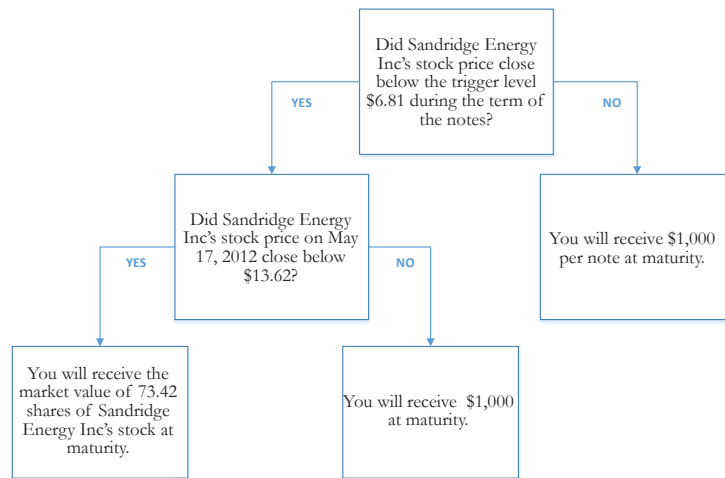 Did Sandridge Energy
Inc's stock price close
below the trigger level
$6.81 during the term of
the notes?
YES
NO
Did Sandridge Energy
Inc's stock price on May
17, 2012 close below
$13.62?
You will receive $1,000
per note at maturity.
YES
NO
You will receive the
market value of 73.42
shares of Sandridge
Energy Inc's stock at
maturity.
You will receive $1,000
at maturity.